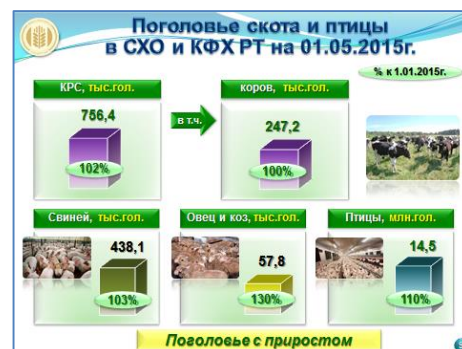 Поголовье скота и птицы
в СХО и КФХ РТ на 01.05.2015г.
% к 1.01.2015г.
КРС, тыс.гол.
756,4
102%
в т.ч.
коров, тыс.гол.
247,2
100%
Свиней, тыс.гол.
438,1
103%
Овец и коз, тыс.гол.
57,8
130%
Птицы, млн.гол.
14,5
110%
Поголовье с приростом